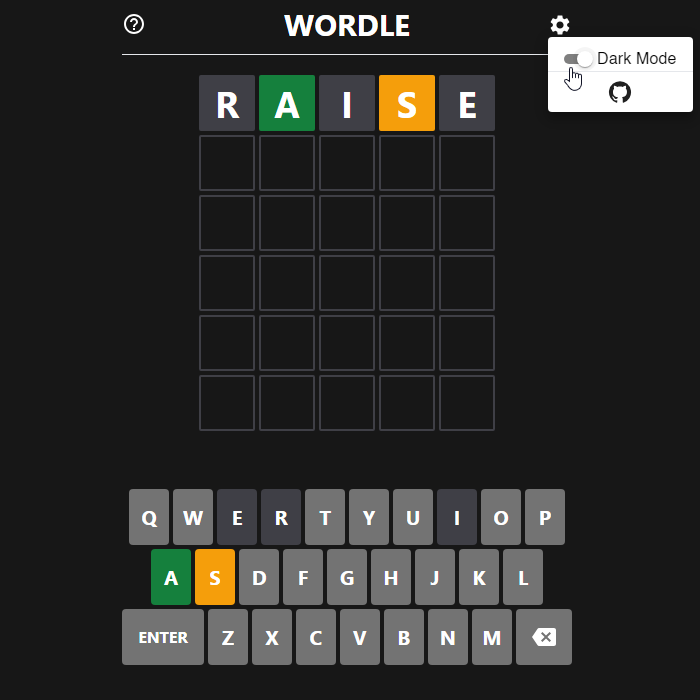 WORDLE
Dark Mode
R A I S E
Q W E R T Y U I O P
A S D F G H J K L
ENTER Z X C V B N M